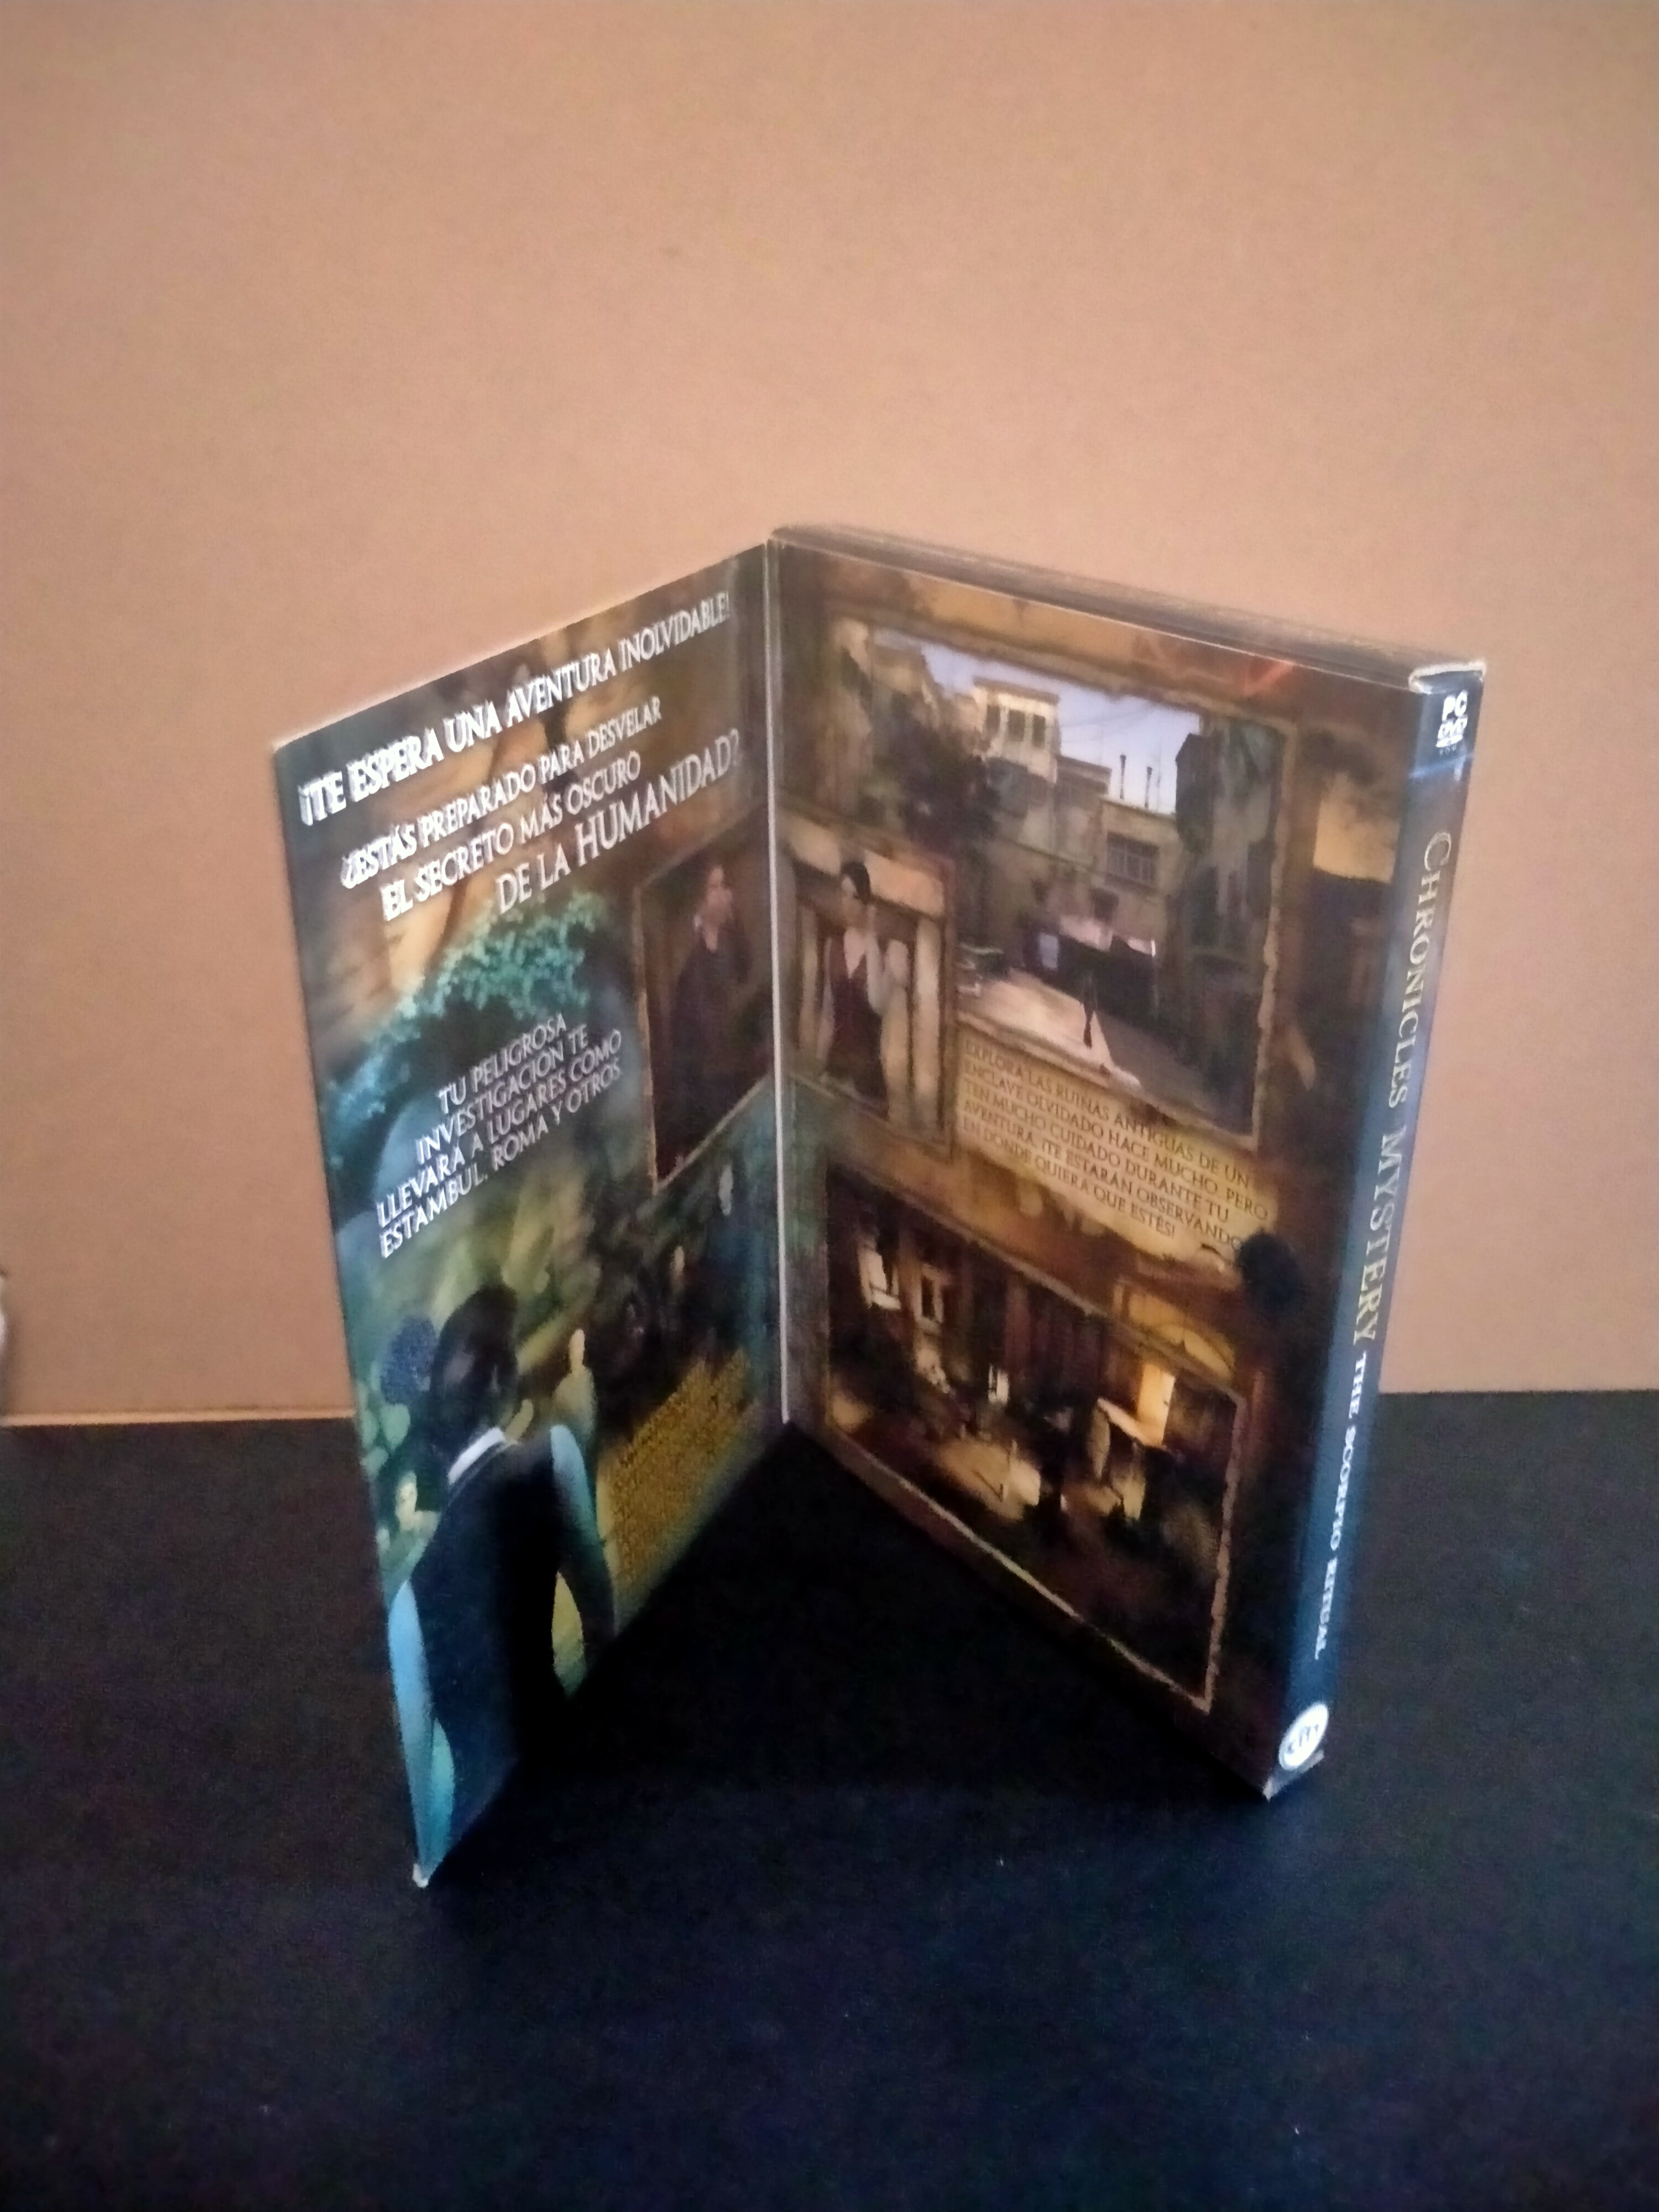 ¡TE ESPERA UNA AVENTURA INOLVIDABLE!
¿ESTÁS PREPARADO PARA DESVELAR
EL SECRETO MÁS OSCURO
DE LA HUMANIDAD?
TU PELIGROSA
INVESTIGACIÓN TE
LLEVARÁ A LUGARES COMO
ESTAMBUL, ROMA Y OTROS
EXPLORA LAS RUINAS ANTIGUAS DE UN
ENCLAVE OLVIDADO HACE MUCHO, PERO
TEN MUCHO CUIDADO DURANTE TU
AVENTURA. ¡TE ESTARÁN OBSERVANDO
EN DONDE QUIERA QUE ESTÉS!
PC
DVD
ROM
CHRONICLES MYSTERY THE SCORPIO RITUAL